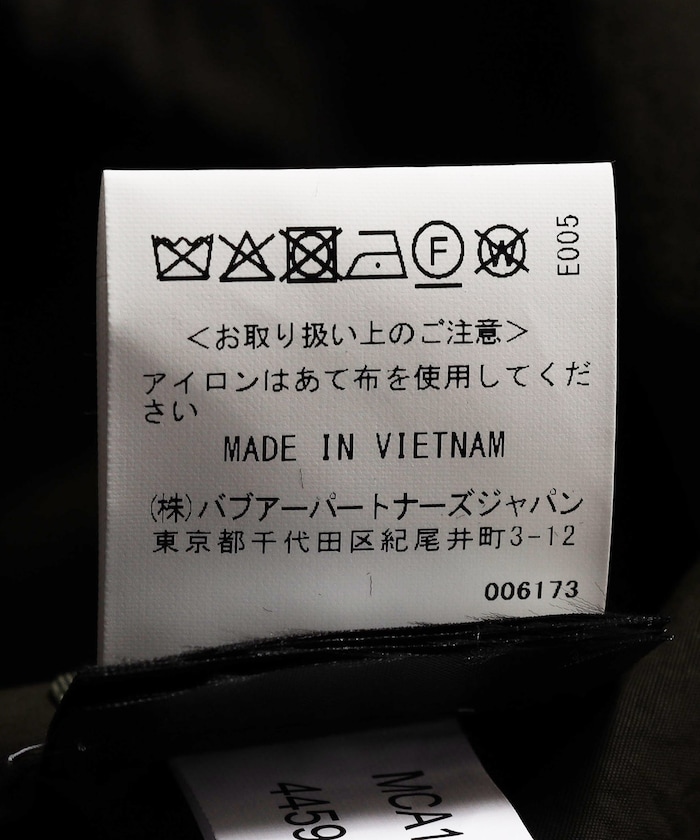 F
W
E005
<お取り扱い上のご注意>
アイロンはあて布を使用してくだ
さい
MADE IN VIETNAM
(株)バブアーパートナーズジャパン
東京都千代田区紀尾井町3-12
006173
MCA1
4459